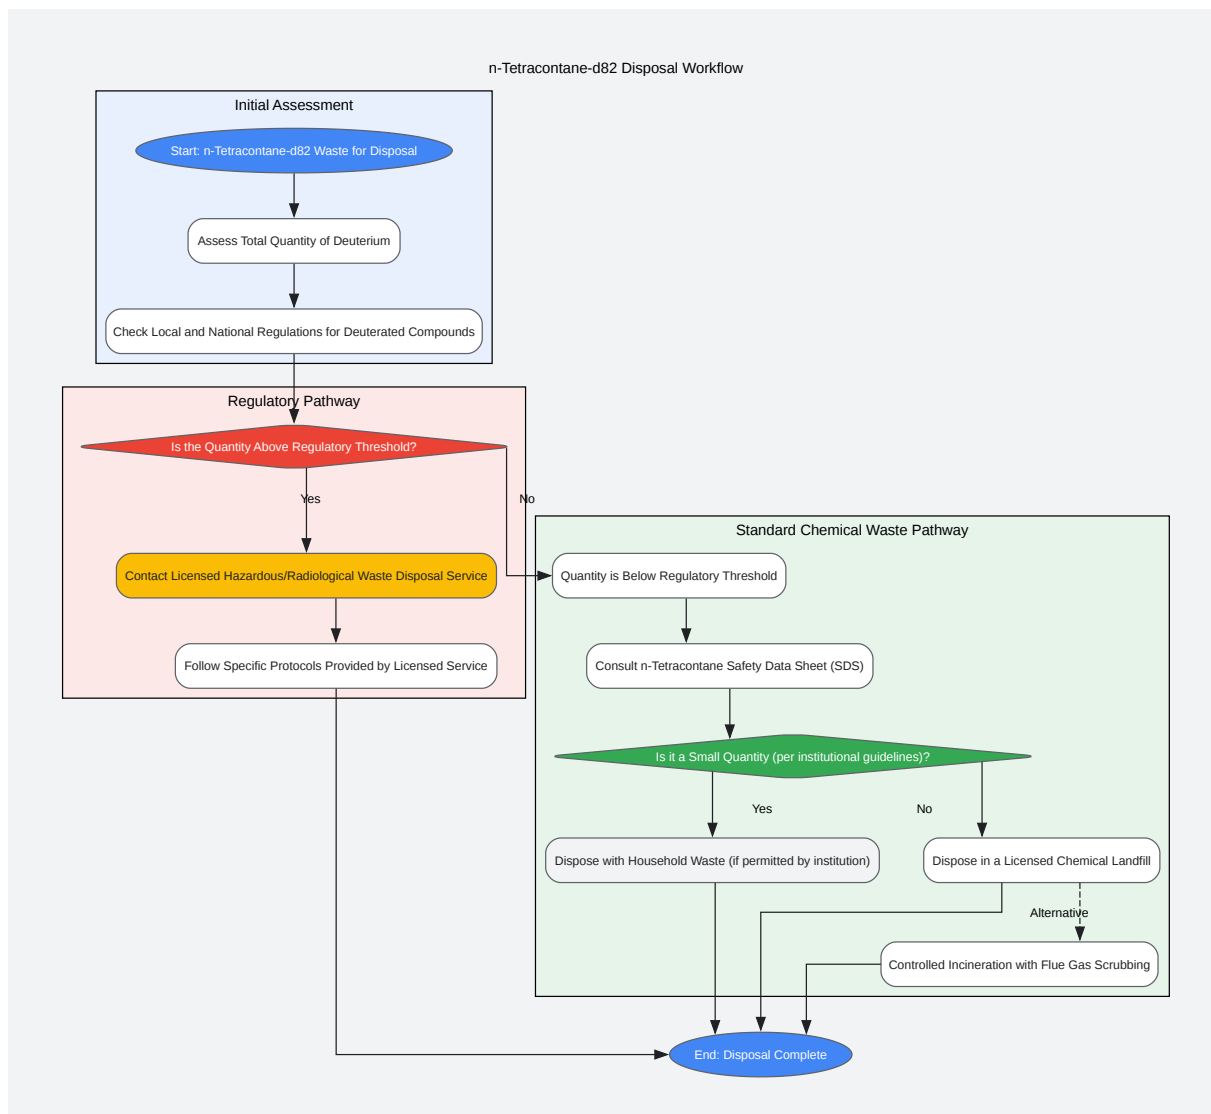 n-Tetracontane-d82 Disposal Workflow
Initial Assessment
Start: n-Tetracontane-d82 Waste for Disposal
Assess Total Quantity of Deuterium
Check Local and National Regulations for Deuterated Compounds
Regulatory Pathway
Is the Quantity Above Regulatory Threshold?
Yes
No
Contact Licensed Hazardous/Radiological Waste Disposal Service
Follow Specific Protocols Provided by Licensed Service
Standard Chemical Waste Pathway
Quantity is Below Regulatory Threshold
Consult n-Tetracontane Safety Data Sheet (SDS)
Is it a Small Quantity (per institutional guidelines)?
Yes
No
Dispose with Household Waste (if permitted by institution)
Dispose in a Licensed Chemical Landfill
Alternative
Controlled Incineration with Flue Gas Scrubbing
End: Disposal Complete